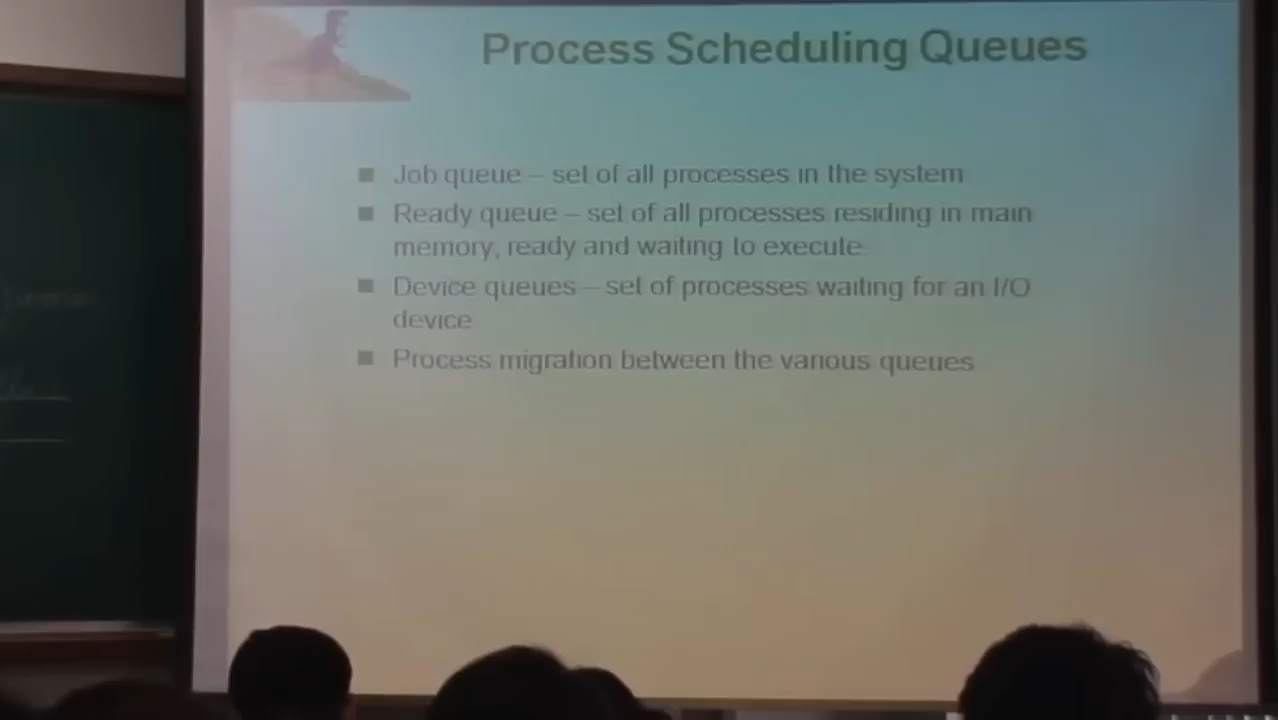 Process Scheduling Queues
Job queue – set of all processes in the system
Ready queue – set of all processes residing in main
memory, ready and waiting to execute.
Device queues – set of processes waiting for an I/O
device
Process migration between the various queues